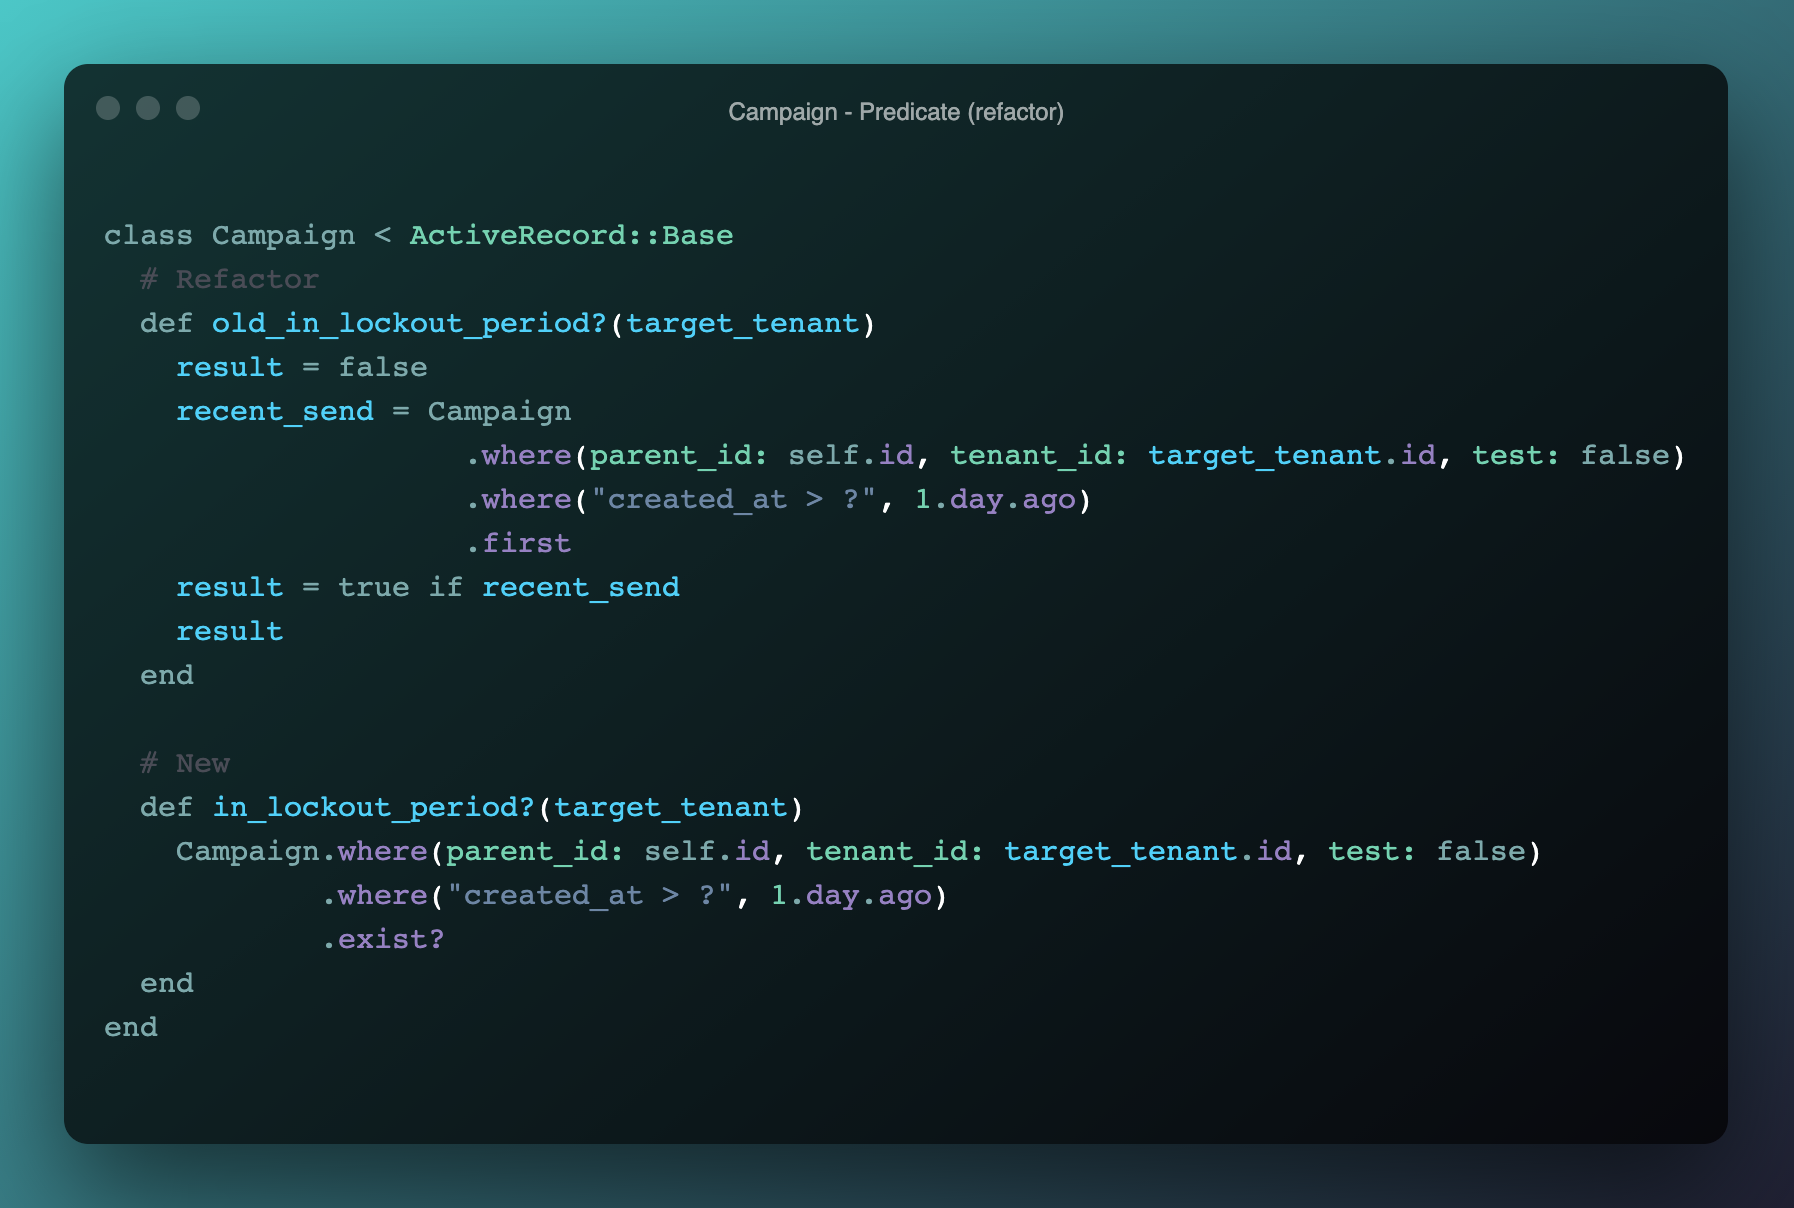 Campaign - Predicate (refactor)
class Campaign < ActiveRecord::Base
  # Refactor
  def old_in_lockout_period?(target_tenant)
    result = false
    recent_send = Campaign
                    .where(parent_id: self.id, tenant_id: target_tenant.id, test: false)
                    .where("created_at > ?", 1.day.ago)
                    .first
    result = true if recent_send
    result
  end
  # New
  def in_lockout_period?(target_tenant)
    Campaign.where(parent_id: self.id, tenant_id: target_tenant.id, test: false)
            .where("created_at > ?", 1.day.ago)
            .exist?
  end
end